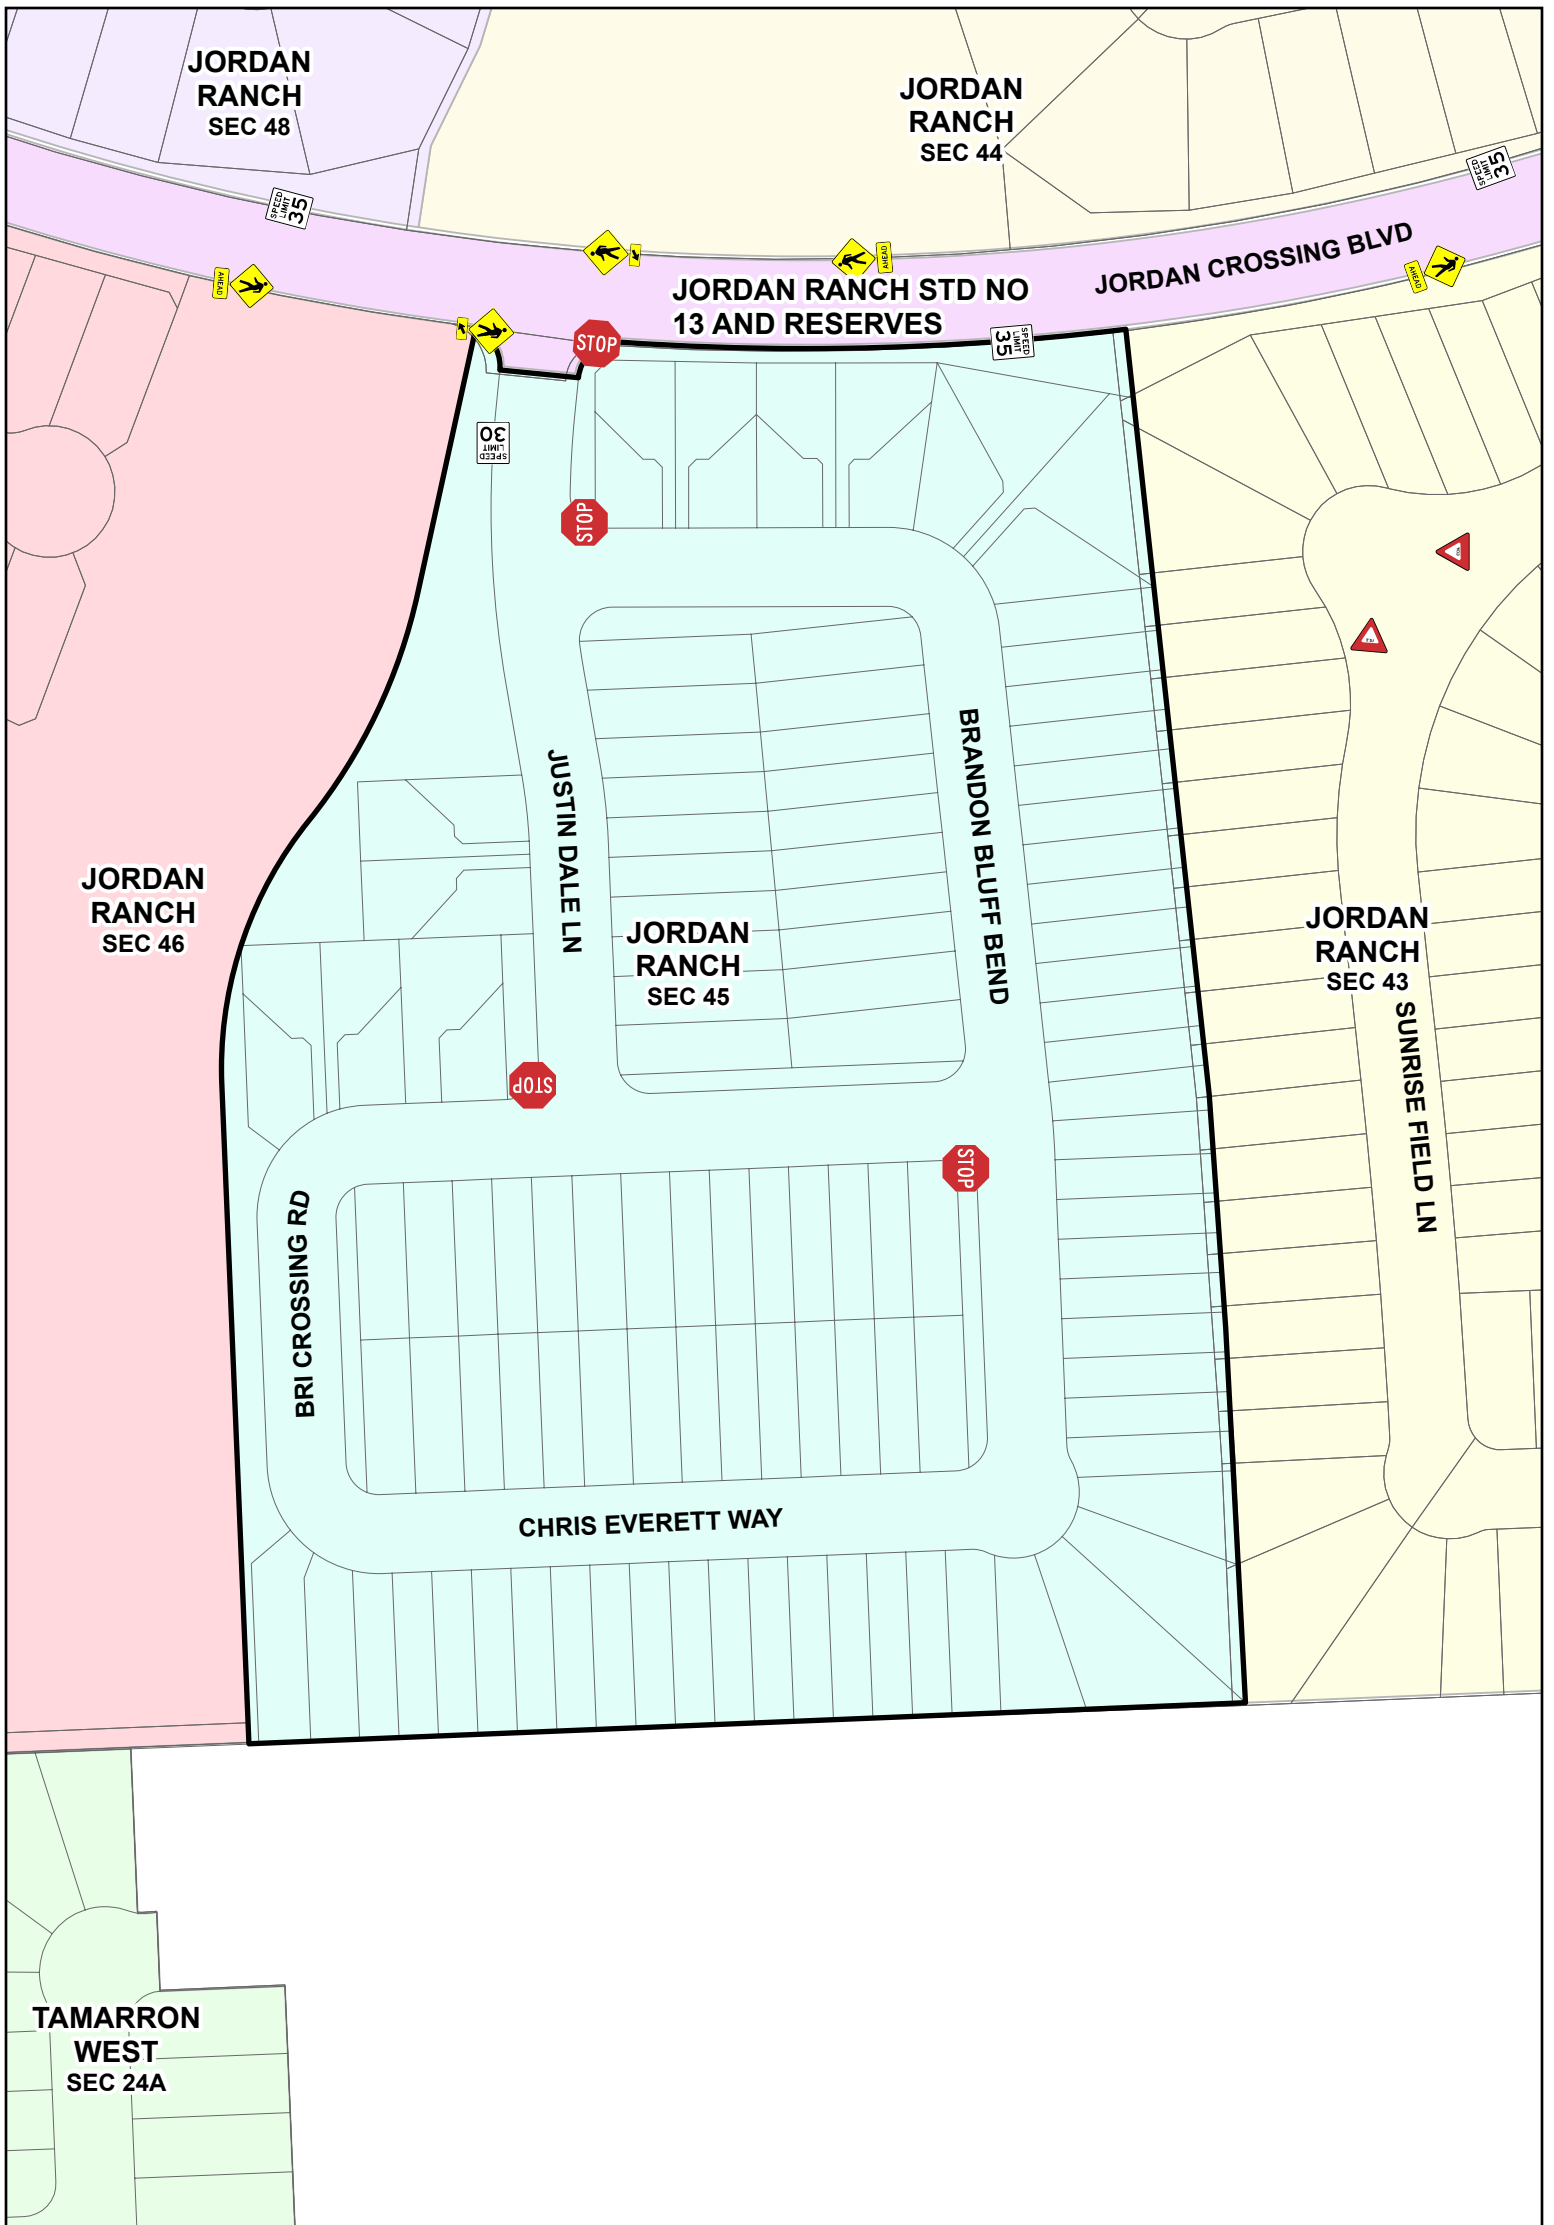 JORDAN
RANCH
SEC 48
JORDAN
RANCH
SEC 44
SPEED
LIMIT
35
SPEED
LIMIT
35
AHEAD
AHEAD
AHEAD
JORDAN CROSSING BLVD
JORDAN RANCH STD NO
13 AND RESERVES
STOP
SPEED
LIMIT
35
SPEED
LIMIT
30
STOP
JUSTIN DALE LN
BRANDON BLUFF BEND
JORDAN
RANCH
SEC 46
JORDAN
RANCH
SEC 45
JORDAN
RANCH
SEC 43
SUNRISE FIELD LN
STOP
STOP
BRI CROSSING RD
CHRIS EVERETT WAY
TAMARRON
WEST
SEC 24A